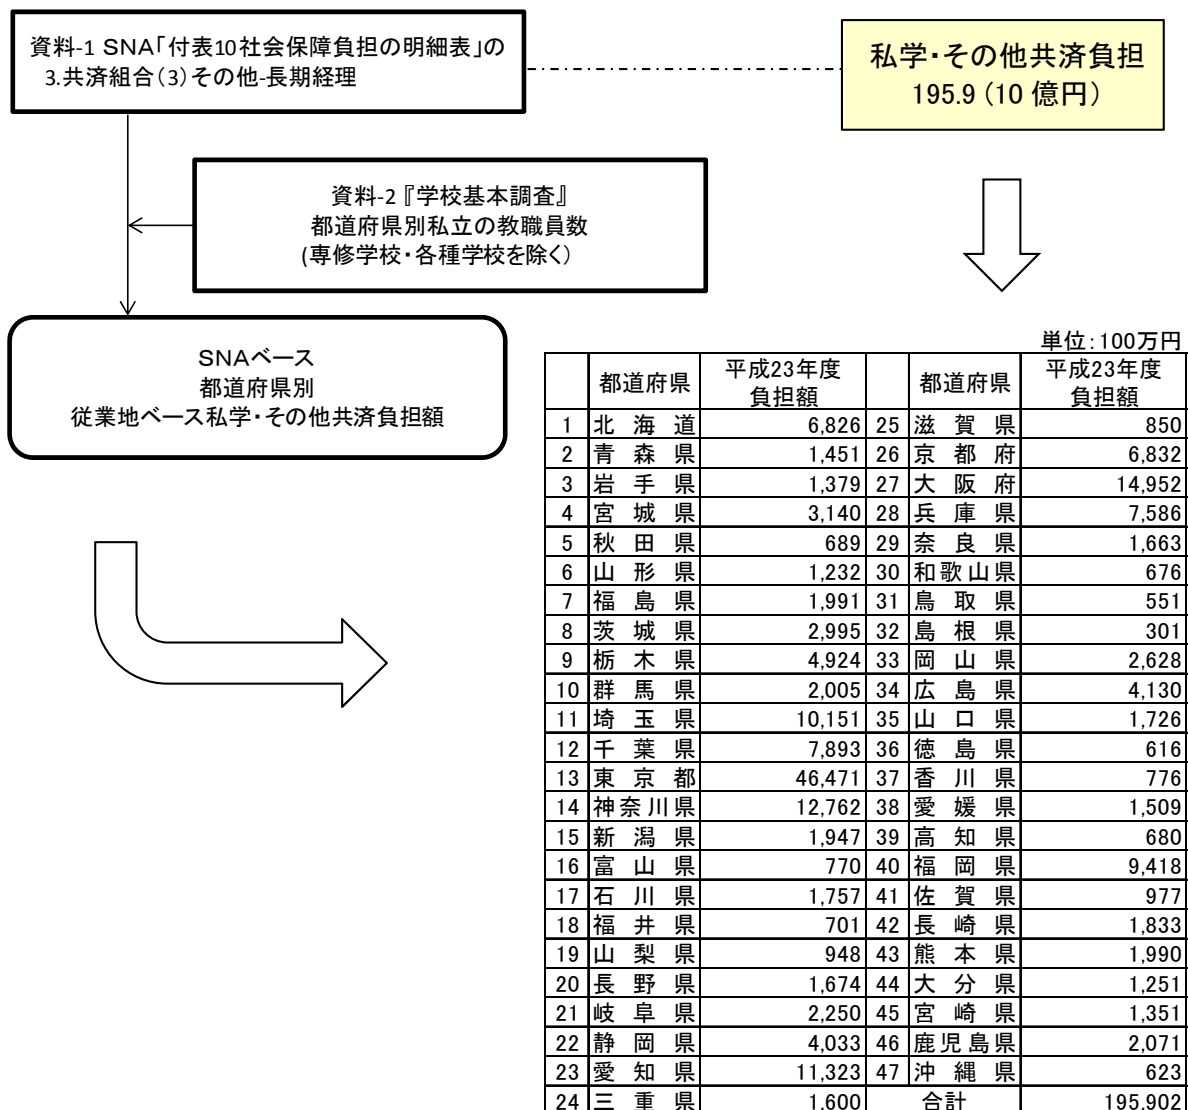 資料-1 SNA「付表10社会保障負担の明細表」の
3.共済組合(3)その他-長期経理
私学・その他共済負担
195.9 (10 億円)
資料-2『学校基本調査』
都道府県別私立の教職員数
(専修学校・各種学校を除く)
SNAベース
都道府県別
従業地ベース私学・その他共済負担額
単位:100万円
都道府県 平成23年度 負担額 都道府県 平成23年度 負担額
1 北海道 6,826 25 滋賀県 850
2 青森県 1,451 26 京都府 6,832
3 岩手県 1,379 27 大阪府 14,952
4 宮城県 3,140 28 兵庫県 7,586
5 秋田県 689 29 奈良県 1,663
6 山形県 1,232 30 和歌山県 676
7 福島県 1,991 31 鳥取県 551
8 茨城県 2,995 32 島根県 301
9 栃木県 4,924 33 岡山県 2,628
10 群馬県 2,005 34 広島県 4,130
11 埼玉県 10,151 35 山口県 1,726
12 千葉県 7,893 36 徳島県 616
13 東京都 46,471 37 香川県 776
14 神奈川県 12,762 38 愛媛県 1,509
15 新潟県 1,947 39 高知県 680
16 富山県 770 40 福岡県 9,418
17 石川県 1,757 41 佐賀県 977
18 福井県 701 42 長崎県 1,833
19 山梨県 948 43 熊本県 1,990
20 長野県 1,674 44 大分県 1,251
21 岐阜県 2,250 45 宮崎県 1,351
22 静岡県 4,033 46 鹿児島県 2,071
23 愛知県 11,323 47 沖縄県 623
24 三重県 1,600 合計 195,902